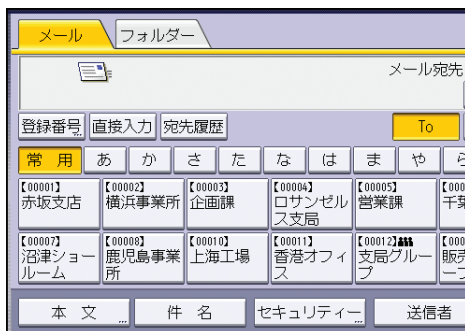 メール フォルダー
メール宛先
登録番号 直接入力 宛先履歴 To
常用 あ か さ た な は ま や ら
【00001】 【00002】 【00003】 【00004】 【00005】 【000
赤坂支店 横浜事業所 企画課 ロサンゼル 営業課 千葉
ス支局
【00007】 【00008】 【00010】 【00011】 【00012】 【000
沼津ショー 鹿児島事業 上海工場 香港オフィ 支局グルー 販売
ルーム 所 ス プ ープ
本文 件名 セキュリティー 送信者